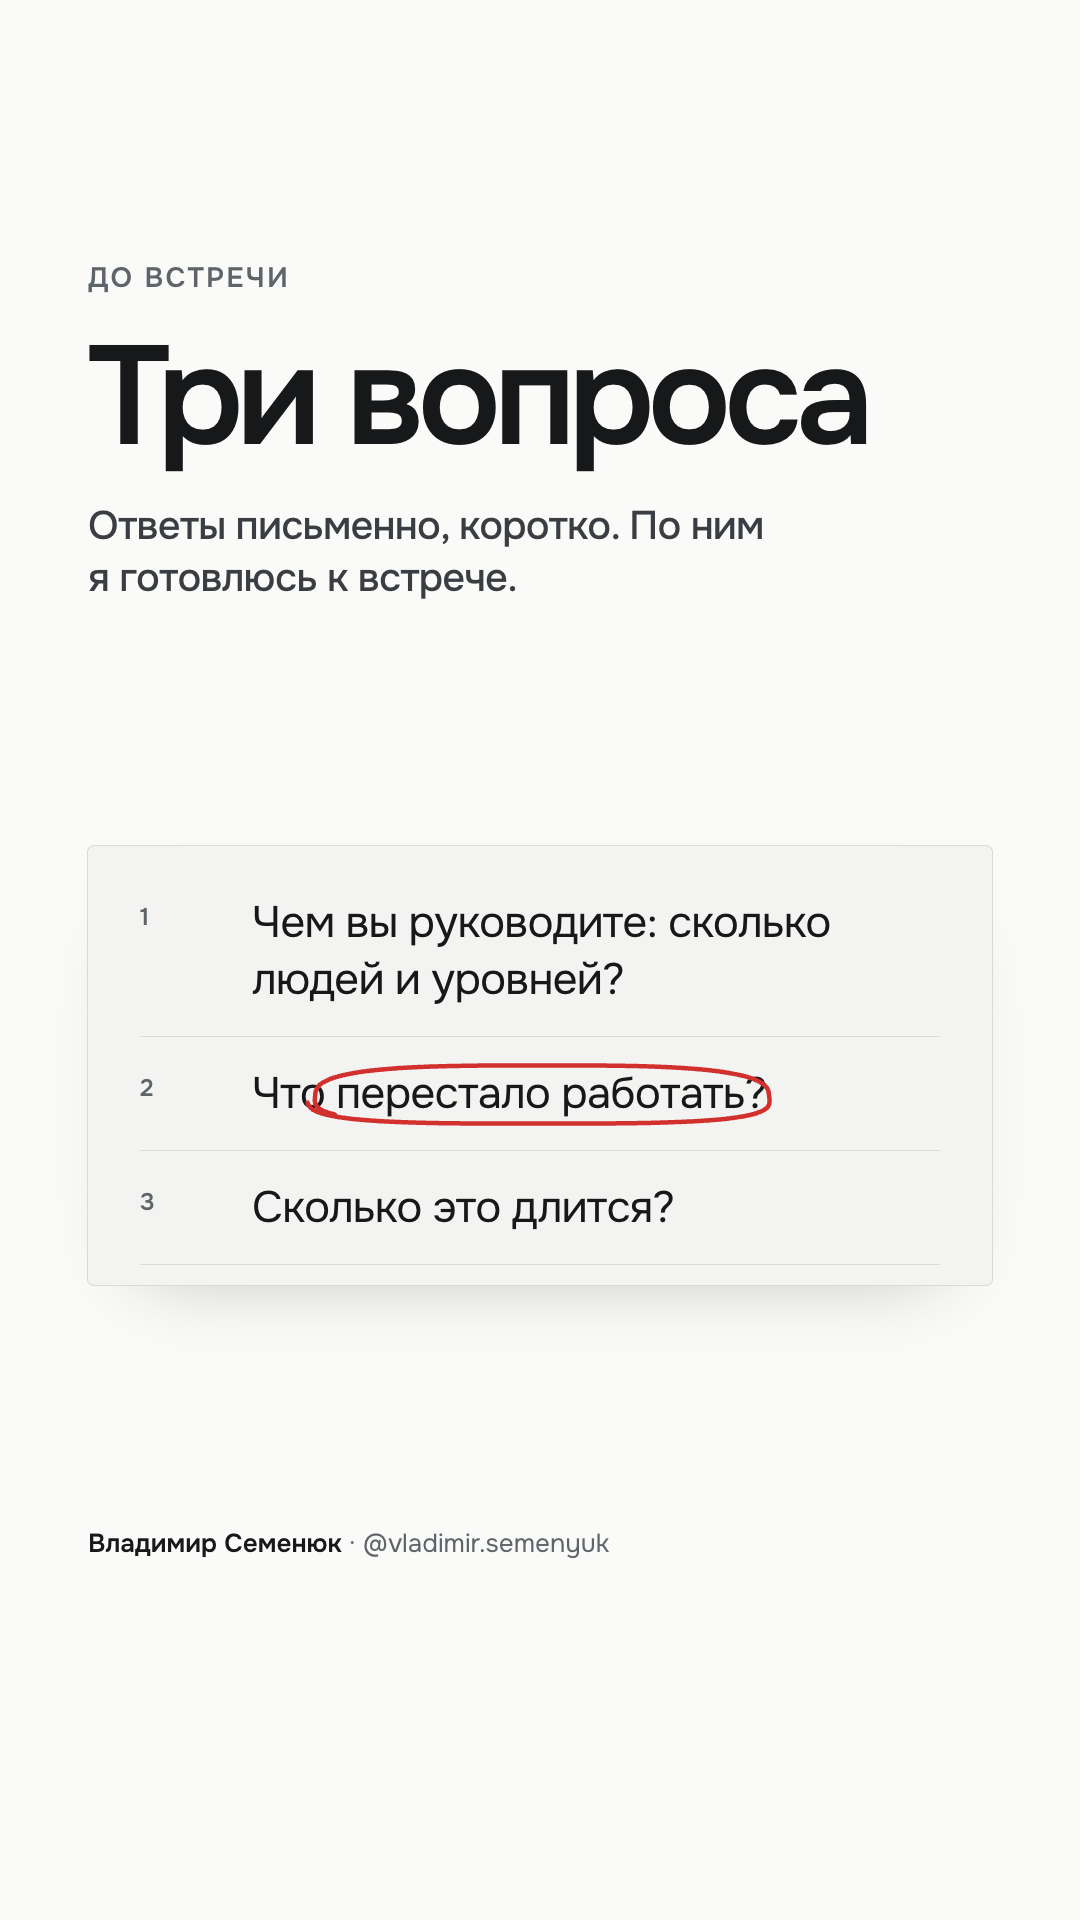 ДО ВСТРЕЧИ
Три вопроса
Ответы письменно, коротко. По ним
я готовлюсь к встрече.
1 Чем вы руководите: сколько
людей и уровней?
2 Что перестало работать?
3 Сколько это длится?
Владимир Семенюк · @vladimir.semenyuk